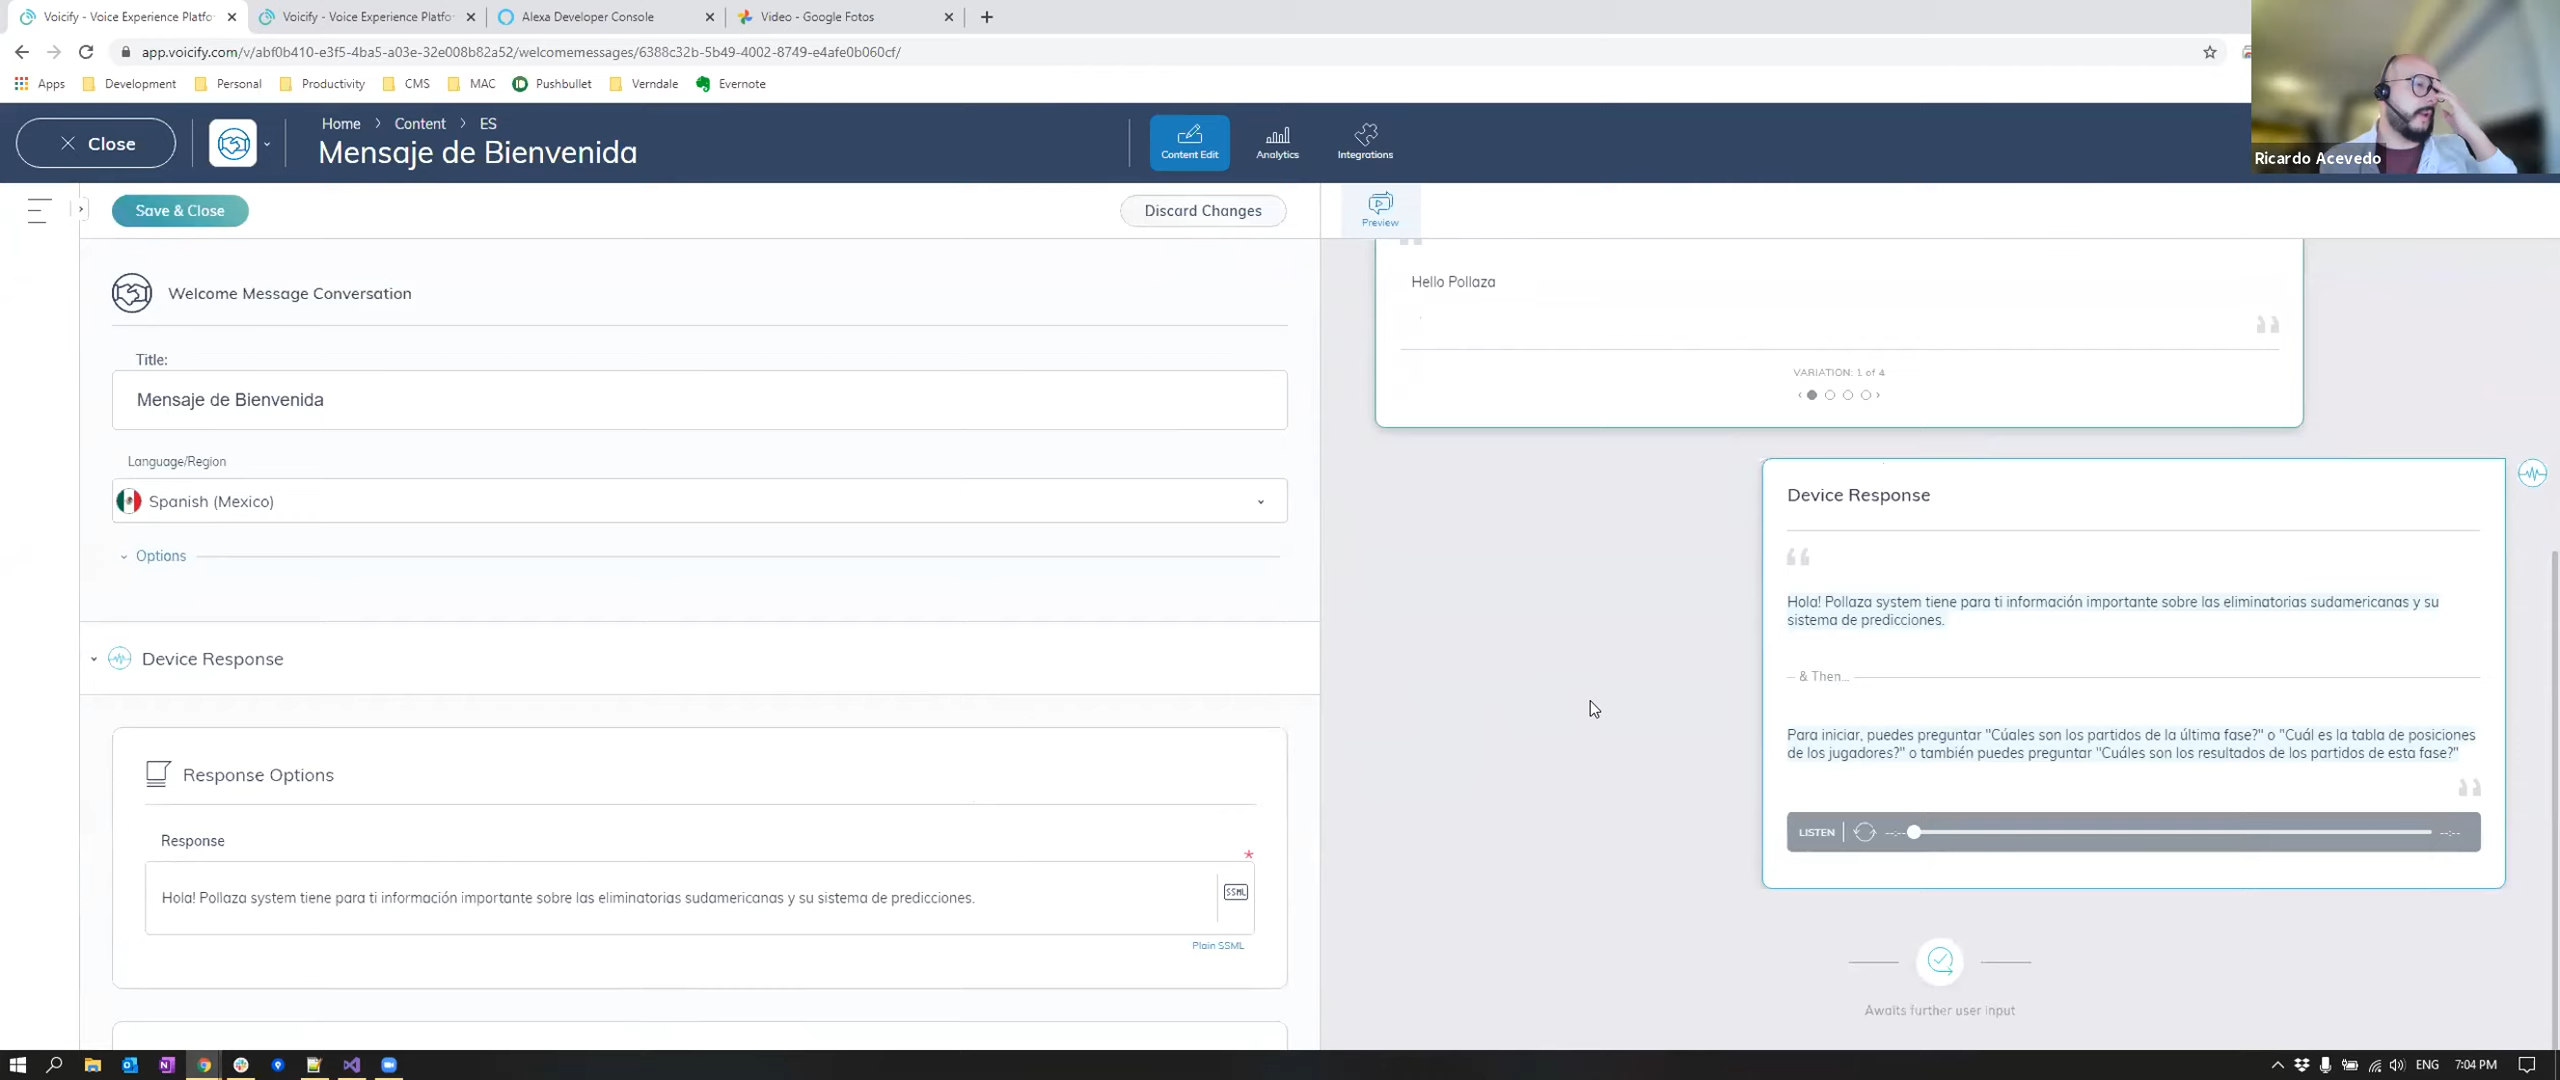 Voicify - Voice Experience Platfo
Voicify - Voice Experience Platfo
Alexa Developer Console
Video - Google Fotos
app.voicify.com/v/abf0b410-e3f5-4ba5-a03e-32e008b82a52/welcomemessages/6388c32b-5b49-4002-8749-e4afe0b060cf/
Apps
Development
Personal
Productivity
CMS
MAC
Pushbullet
Verndale
Evernote
Close
Home > Content > ES
Mensaje de Bienvenida
Content Edit
Analytics
Integrations
Ricardo Acevedo
Save & Close
Discard Changes
Preview
Welcome Message Conversation
Title:
Mensaje de Bienvenida
Language/Region
Spanish (Mexico)
Options
Device Response
Response Options
Response
*
Hola! Pollaza system tiene para ti información importante sobre las eliminatorias sudamericanas y su sistema de predicciones.
SSML
Plain SSML
Hello Pollaza
VARIATION: 1 of 4
Device Response
Hola! Pollaza system tiene para ti información importante sobre las eliminatorias sudamericanas y su
sistema de predicciones.
& Then...
Para iniciar, puedes preguntar "Cúales son los partidos de la última fase?" o "Cuál es la tabla de posiciones
de los jugadores?" o también puedes preguntar "Cuáles son los resultados de los partidos de esta fase?"
LISTEN
--:--
--:--
Awaits further user input
ENG
7:04 PM